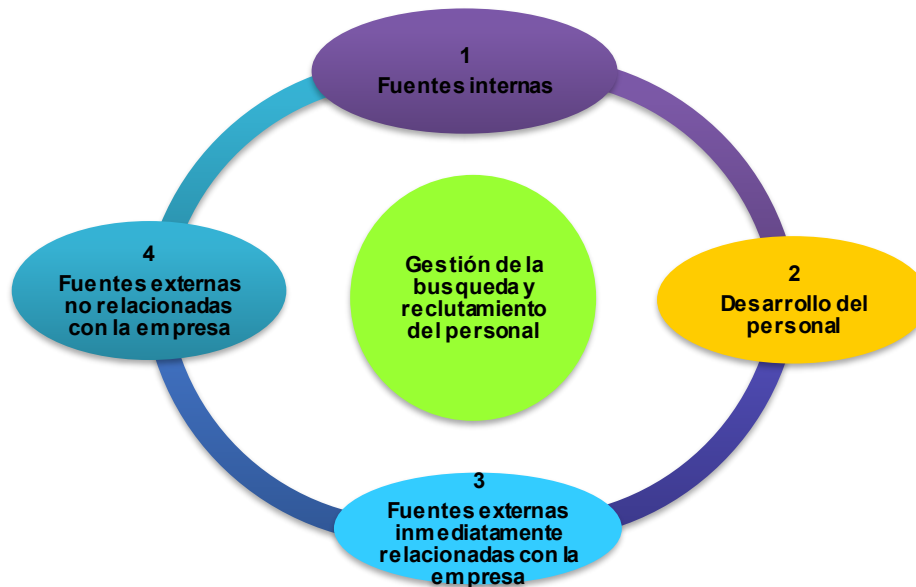 1
Fuentes internas
2
Desarrollo del
personal
3
Fuentes externas
inmediatamente
relacionadas con la
empresa
4
Fuentes externas
no relacionadas
con la empresa
Gestión de la
busqueda y
reclutamiento
del personal